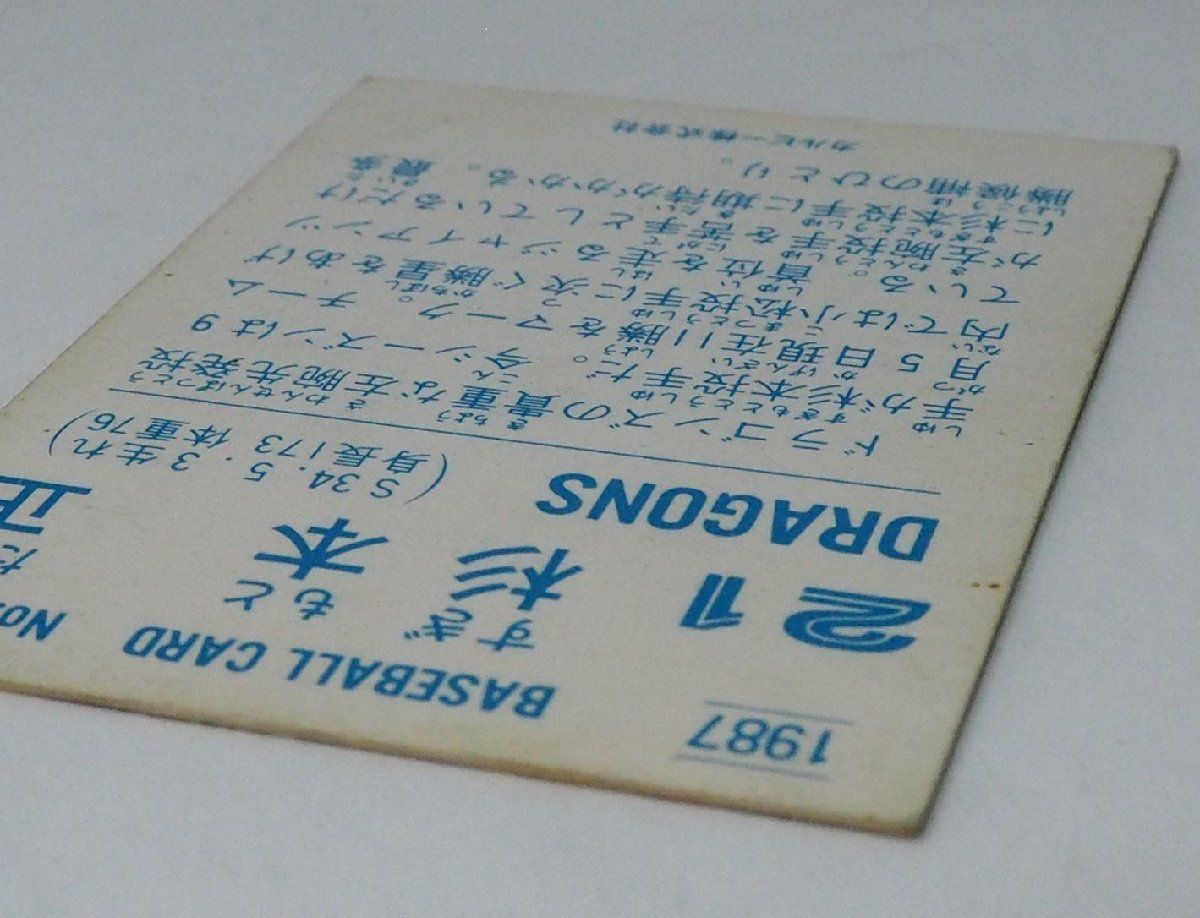 1987
BASEBALL CARD No.
21 すぎ もと た
杉本 正
DRAGONS
(S34・5・3生れ
身長173 体重76)
ドラゴンズの貴重な左腕先発投
手が杉本投手だ。今シーズンは9
月5日現在11勝をマーク。チーム
内では小松投手に次ぐ勝星をあげ
ている。首位を走るジャイアンツ
が左腕投手を苦手としているだけ
に杉本投手に期待がかかる。最多
勝候補のひとり。
カルビー株式会社